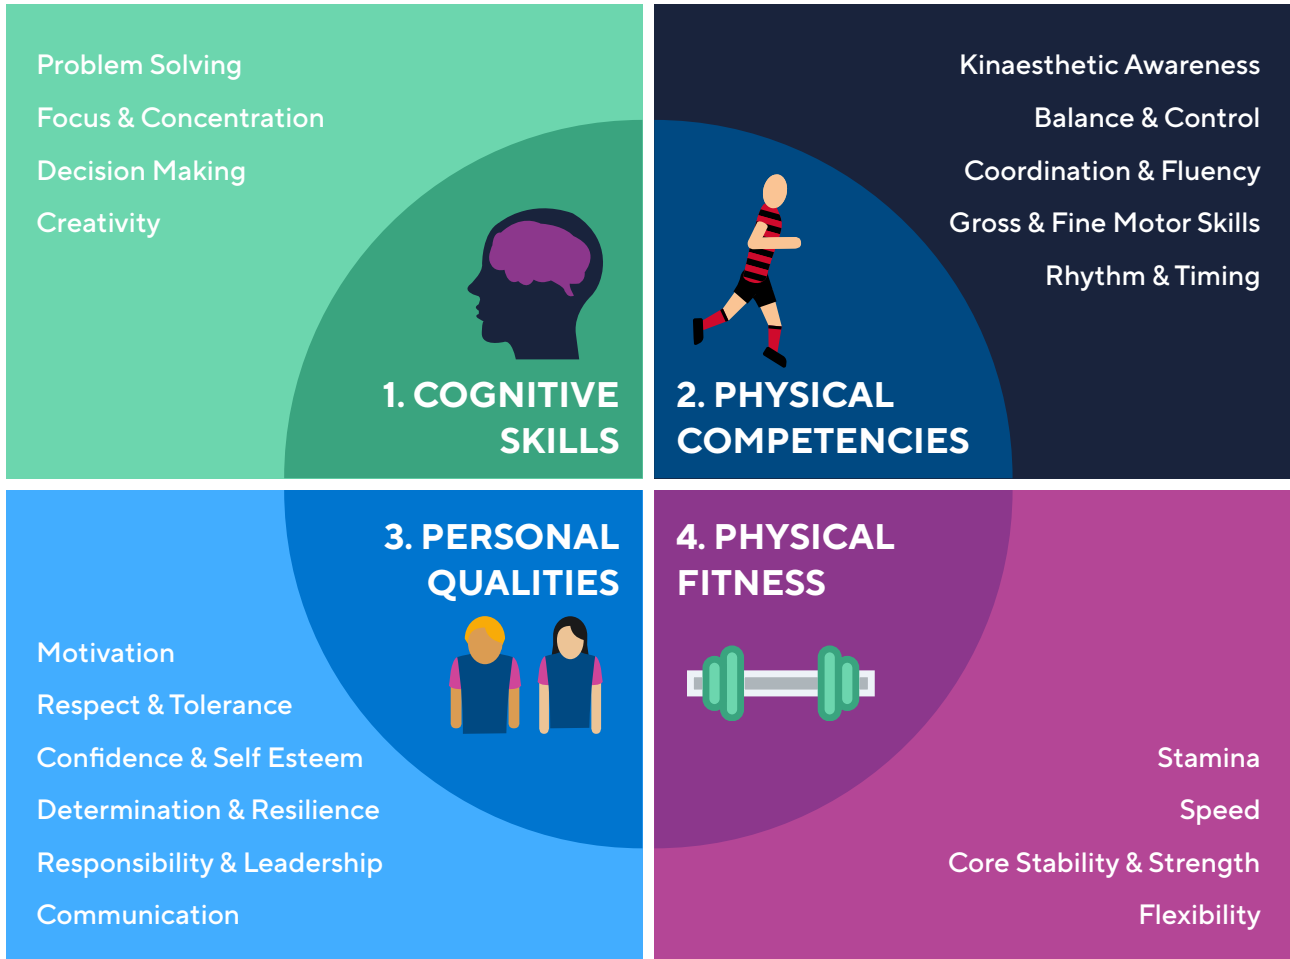 Problem Solving
Focus & Concentration
Decision Making
Creativity
1. COGNITIVE
SKILLS
Kinaesthetic Awareness
Balance & Control
Coordination & Fluency
Gross & Fine Motor Skills
Rhythm & Timing
2. PHYSICAL
COMPETENCIES
3. PERSONAL
QUALITIES
Motivation
Respect & Tolerance
Confidence & Self Esteem
Determination & Resilience
Responsibility & Leadership
Communication
4. PHYSICAL
FITNESS
Stamina
Speed
Core Stability & Strength
Flexibility